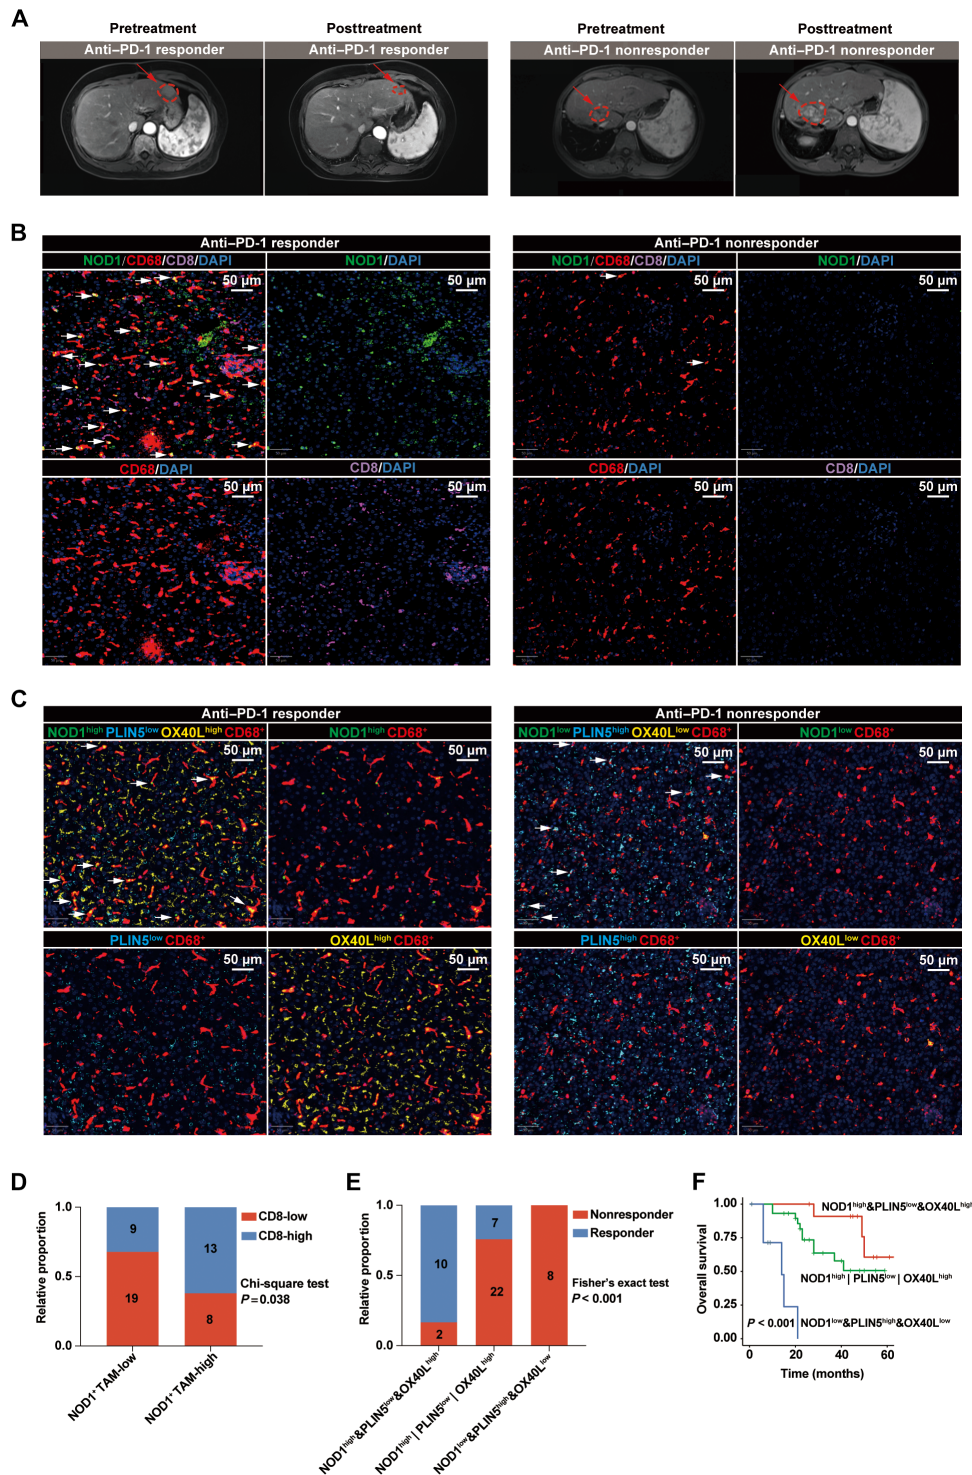 A
Pretreatment
Posttreatment
Pretreatment
Posttreatment
Anti–PD-1 responder
Anti–PD-1 responder
Anti–PD-1 nonresponder
Anti–PD-1 nonresponder
B
Anti–PD-1 responder
Anti–PD-1 nonresponder
NOD1/CD68/CD8/DAPI
NOD1/DAPI
NOD1/CD68/CD8/DAPI
NOD1/DAPI
50 µm
50 µm
50 µm
50 µm
CD68/DAPI
CD8/DAPI
CD68/DAPI
CD8/DAPI
50 µm
50 µm
50 µm
50 µm
C
Anti–PD-1 responder
Anti–PD-1 nonresponder
NOD1high PLIN5low OX40Lhigh CD68+
NOD1high CD68+
NOD1low PLIN5high OX40Llow CD68+
NOD1low CD68+
50 µm
50 µm
50 µm
50 µm
PLIN5low CD68+
OX40Lhigh CD68+
PLIN5high CD68+
OX40Llow CD68+
50 µm
50 µm
50 µm
50 µm
D
Relative proportion
1.0
0.5
0.0
9
19
13
8
NOD1+ TAM-low
NOD1+ TAM-high
CD8-low
CD8-high
Chi-square test
P = 0.038
E
Relative proportion
1.0
0.5
0.0
10
2
7
22
8
NOD1high&PLIN5low&OX40Lhigh
NOD1high | PLIN5low | OX40Lhigh
NOD1low&PLIN5high&OX40Llow
Nonresponder
Responder
Fisher's exact test
P < 0.001
F
Overall survival
1.00
0.75
0.50
0.25
0.00
NOD1high&PLIN5low&OX40Lhigh
NOD1high | PLIN5low | OX40Lhigh
P < 0.001
NOD1low&PLIN5high&OX40Llow
0
20
40
60
Time (months)